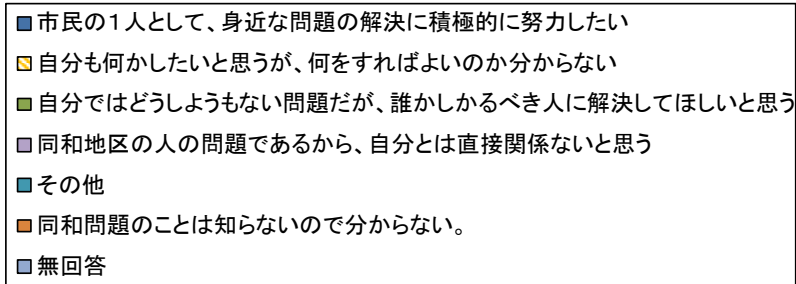 市民の１人として、身近な問題の解決に積極的に努力したい
自分も何かしたいと思うが、何をすればよいのか分からない
自分ではどうしようもない問題だが、誰かしかるべき人に解決してほしいと思う
同和地区の人の問題であるから、自分とは直接関係ないと思う
その他
同和問題のことは知らないので分からない。
無回答